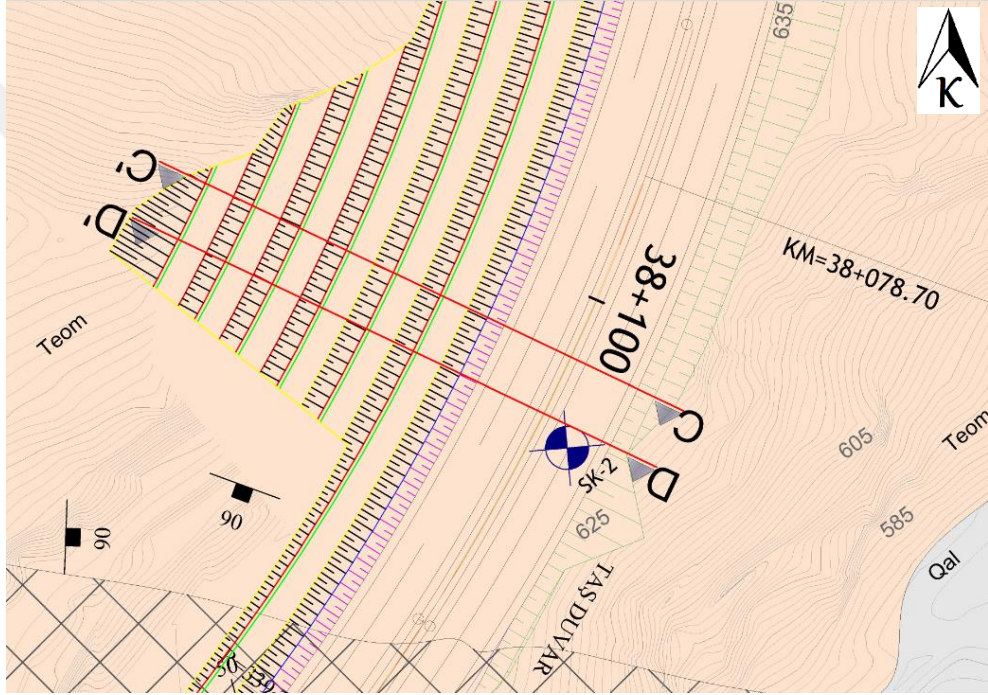 635
K
C'
D'
KM=38+078.70
38+100
Teom
C
Teom
605
D
SK-2
625
585
90
90
Qal
TAŞ DUVAR